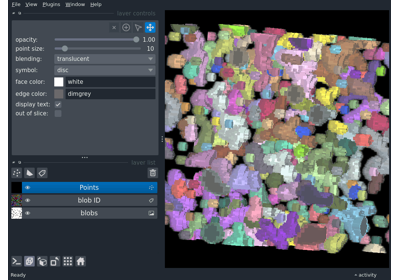 File View Plugins Window Help
layer controls
opacity: 1.00
point size: 10
blending: translucent
symbol: disc
face color: white
edge color: dimgrey
display text:
out of slice:
layer list
Points
blob ID
blobs
Ready
activity